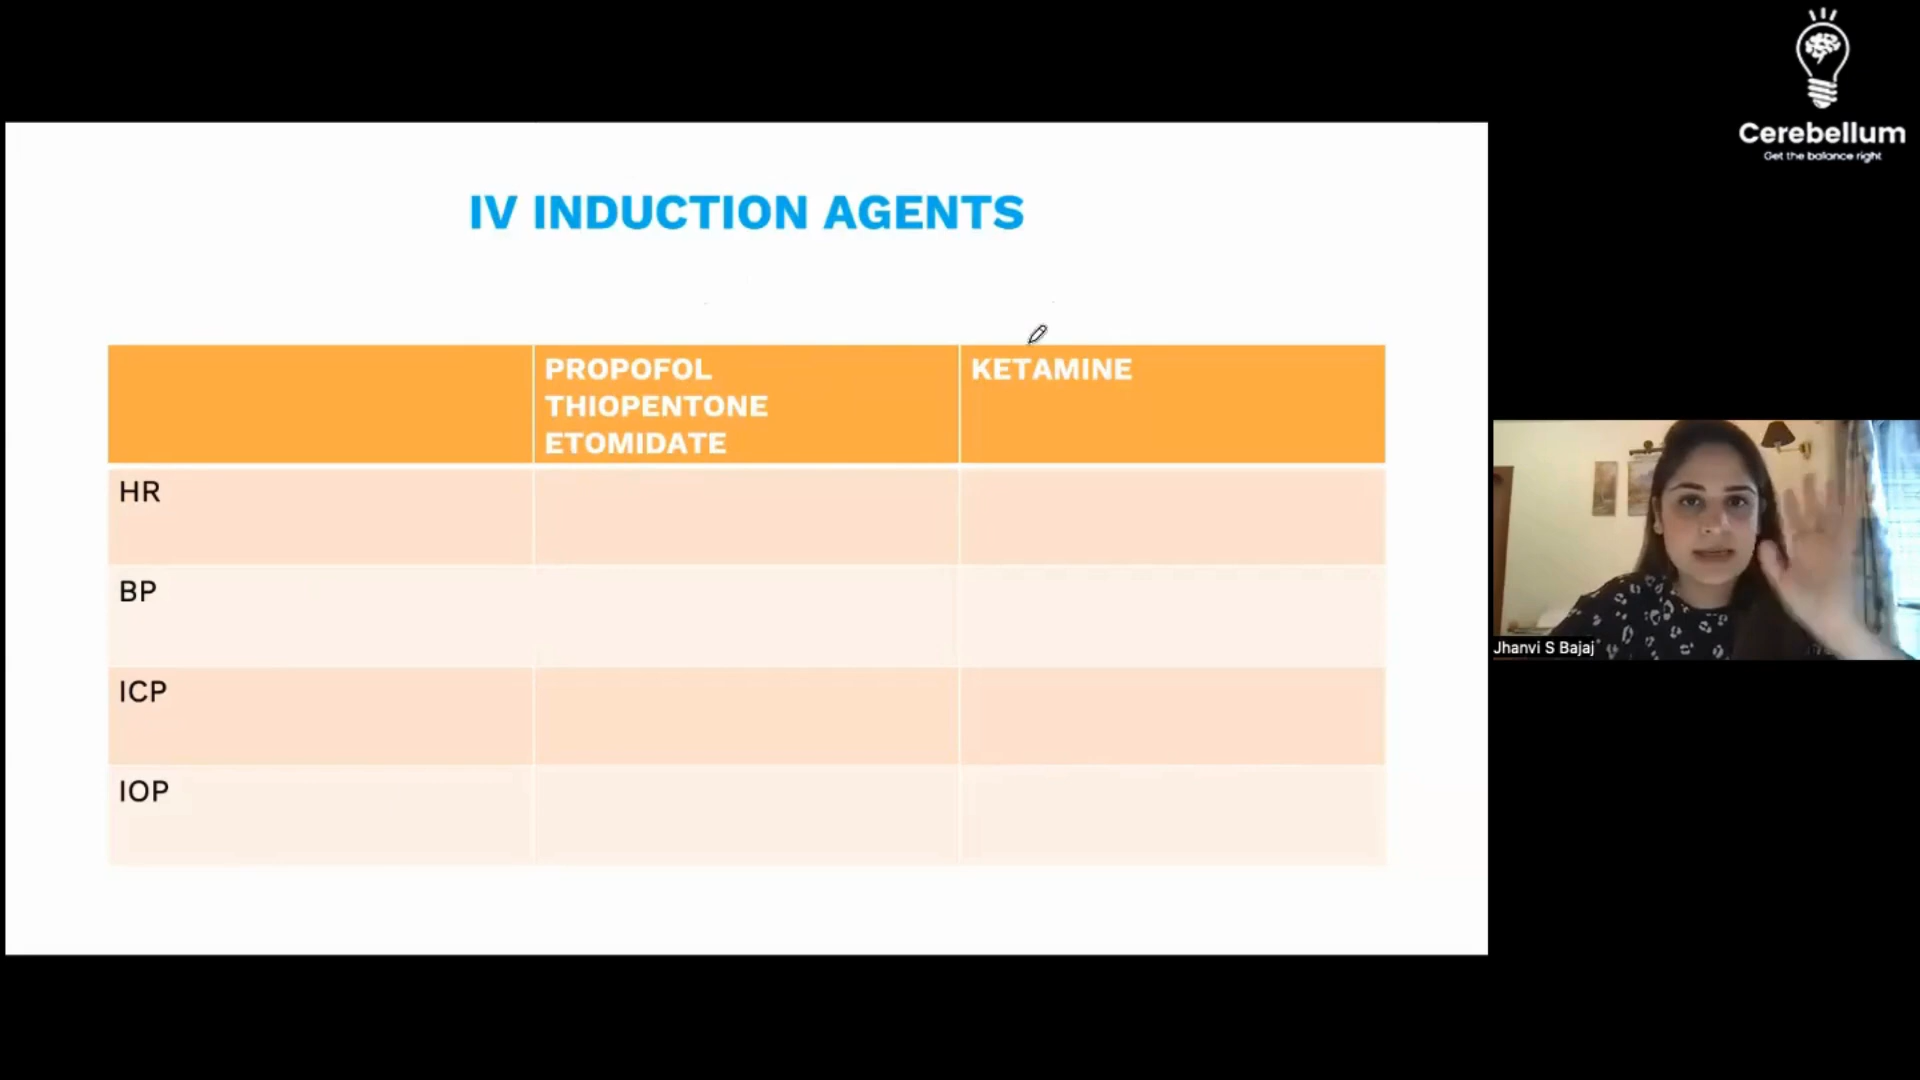 Cerebellum
Get the balance right
IV INDUCTION AGENTS
PROPOFOL
THIOPENTONE
ETOMIDATE
KETAMINE
HR
BP
ICP
IOP
Jhanvi S Bajaj